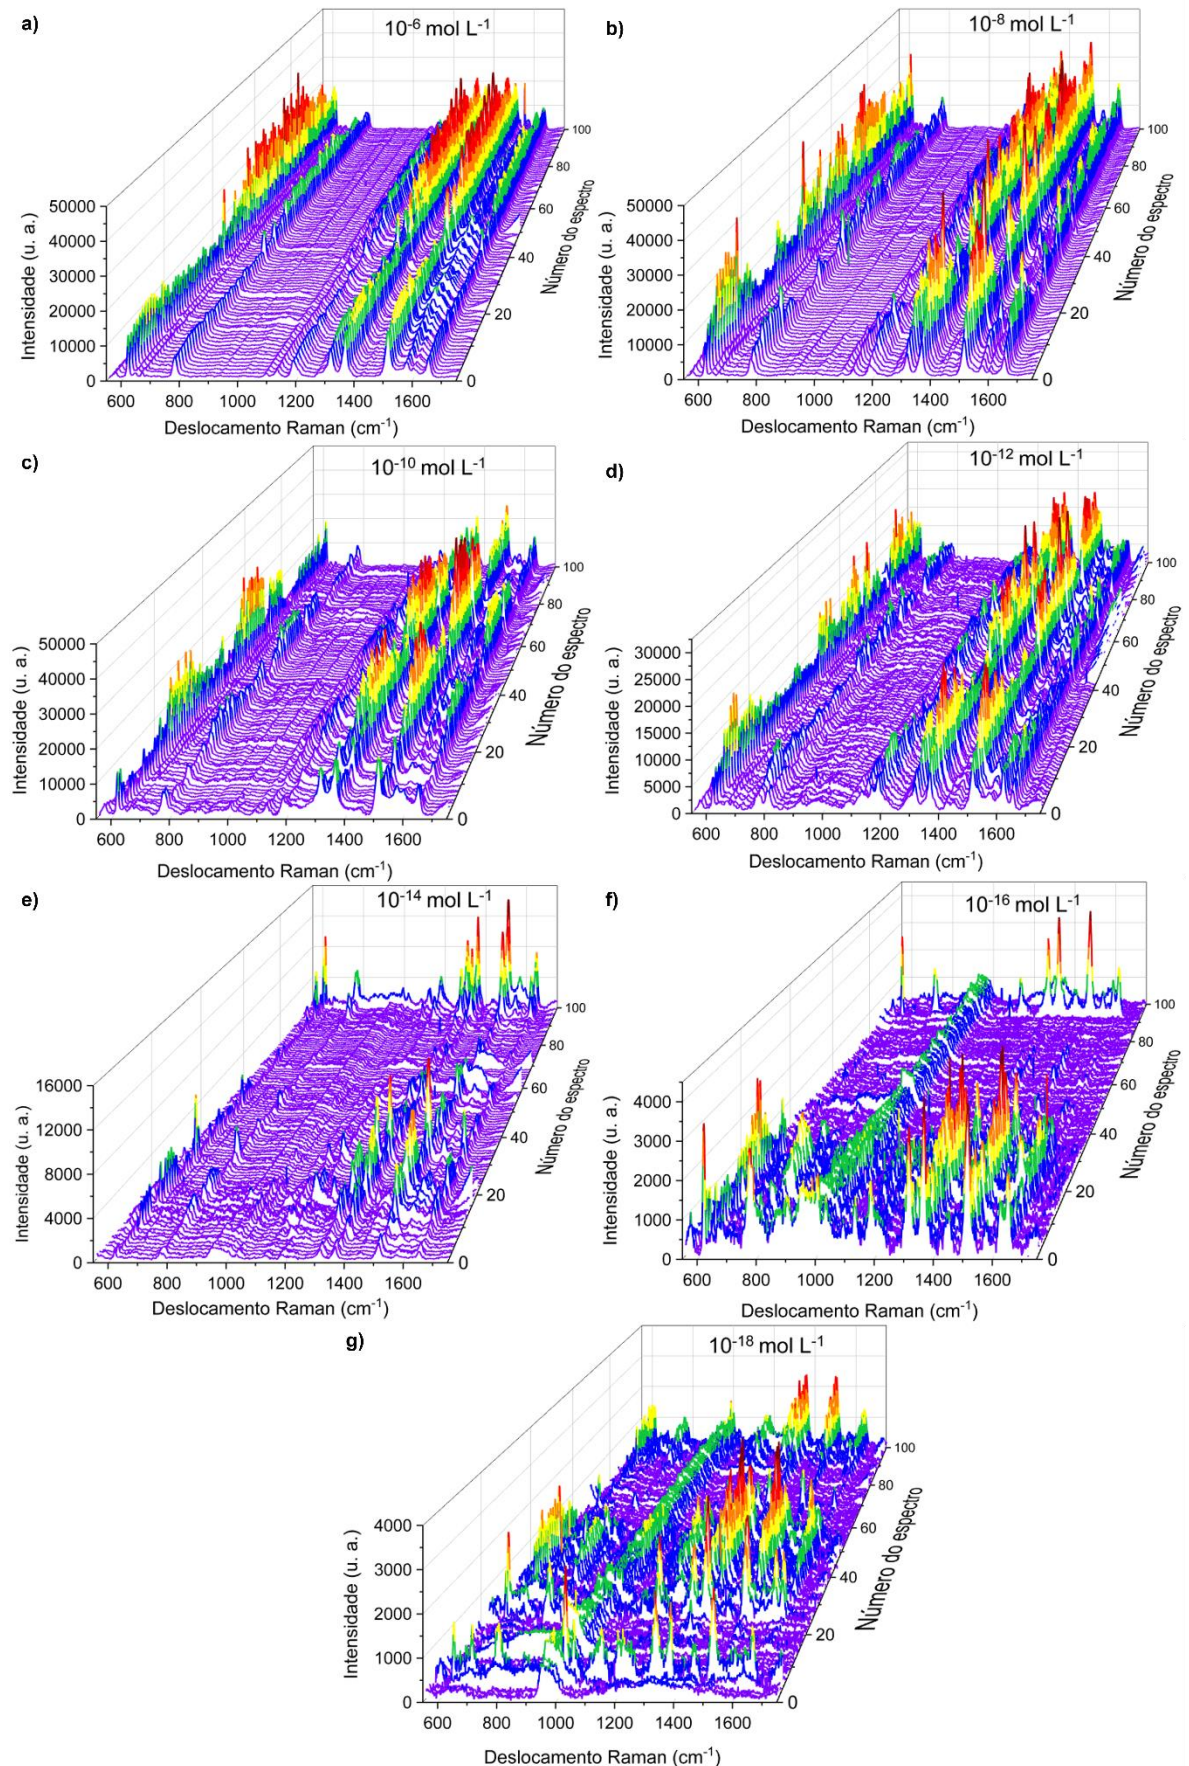 a)
10-6 mol L-1
Intensidade (u. a.)
50000
40000
30000
20000
10000
0
600 800 1000 1200 1400 1600
Deslocamento Raman (cm-1)
0
20
40
60
80
100
Número do espectro
b)
10-8 mol L-1
Intensidade (u. a.)
50000
40000
30000
20000
10000
0
600 800 1000 1200 1400 1600
Deslocamento Raman (cm-1)
0
20
40
60
80
100
Número do espectro
c)
10-10 mol L-1
Intensidade (u. a.)
50000
40000
30000
20000
10000
0
600 800 1000 1200 1400 1600
Deslocamento Raman (cm-1)
0
20
40
60
80
100
Número do espectro
d)
10-12 mol L-1
Intensidade (u. a.)
30000
25000
20000
15000
10000
5000
0
600 800 1000 1200 1400 1600
Deslocamento Raman (cm-1)
0
20
40
60
80
100
Número do espectro
e)
10-14 mol L-1
Intensidade (u. a.)
16000
12000
8000
4000
0
600 800 1000 1200 1400 1600
Deslocamento Raman (cm-1)
0
20
40
60
80
100
Número do espectro
f)
10-16 mol L-1
Intensidade (u. a.)
4000
3000
2000
1000
0
600 800 1000 1200 1400 1600
Deslocamento Raman (cm-1)
0
20
40
60
80
100
Número do espectro
g)
10-18 mol L-1
Intensidade (u. a.)
4000
3000
2000
1000
0
600 800 1000 1200 1400 1600
Deslocamento Raman (cm-1)
0
20
40
60
80
100
Número do espectro